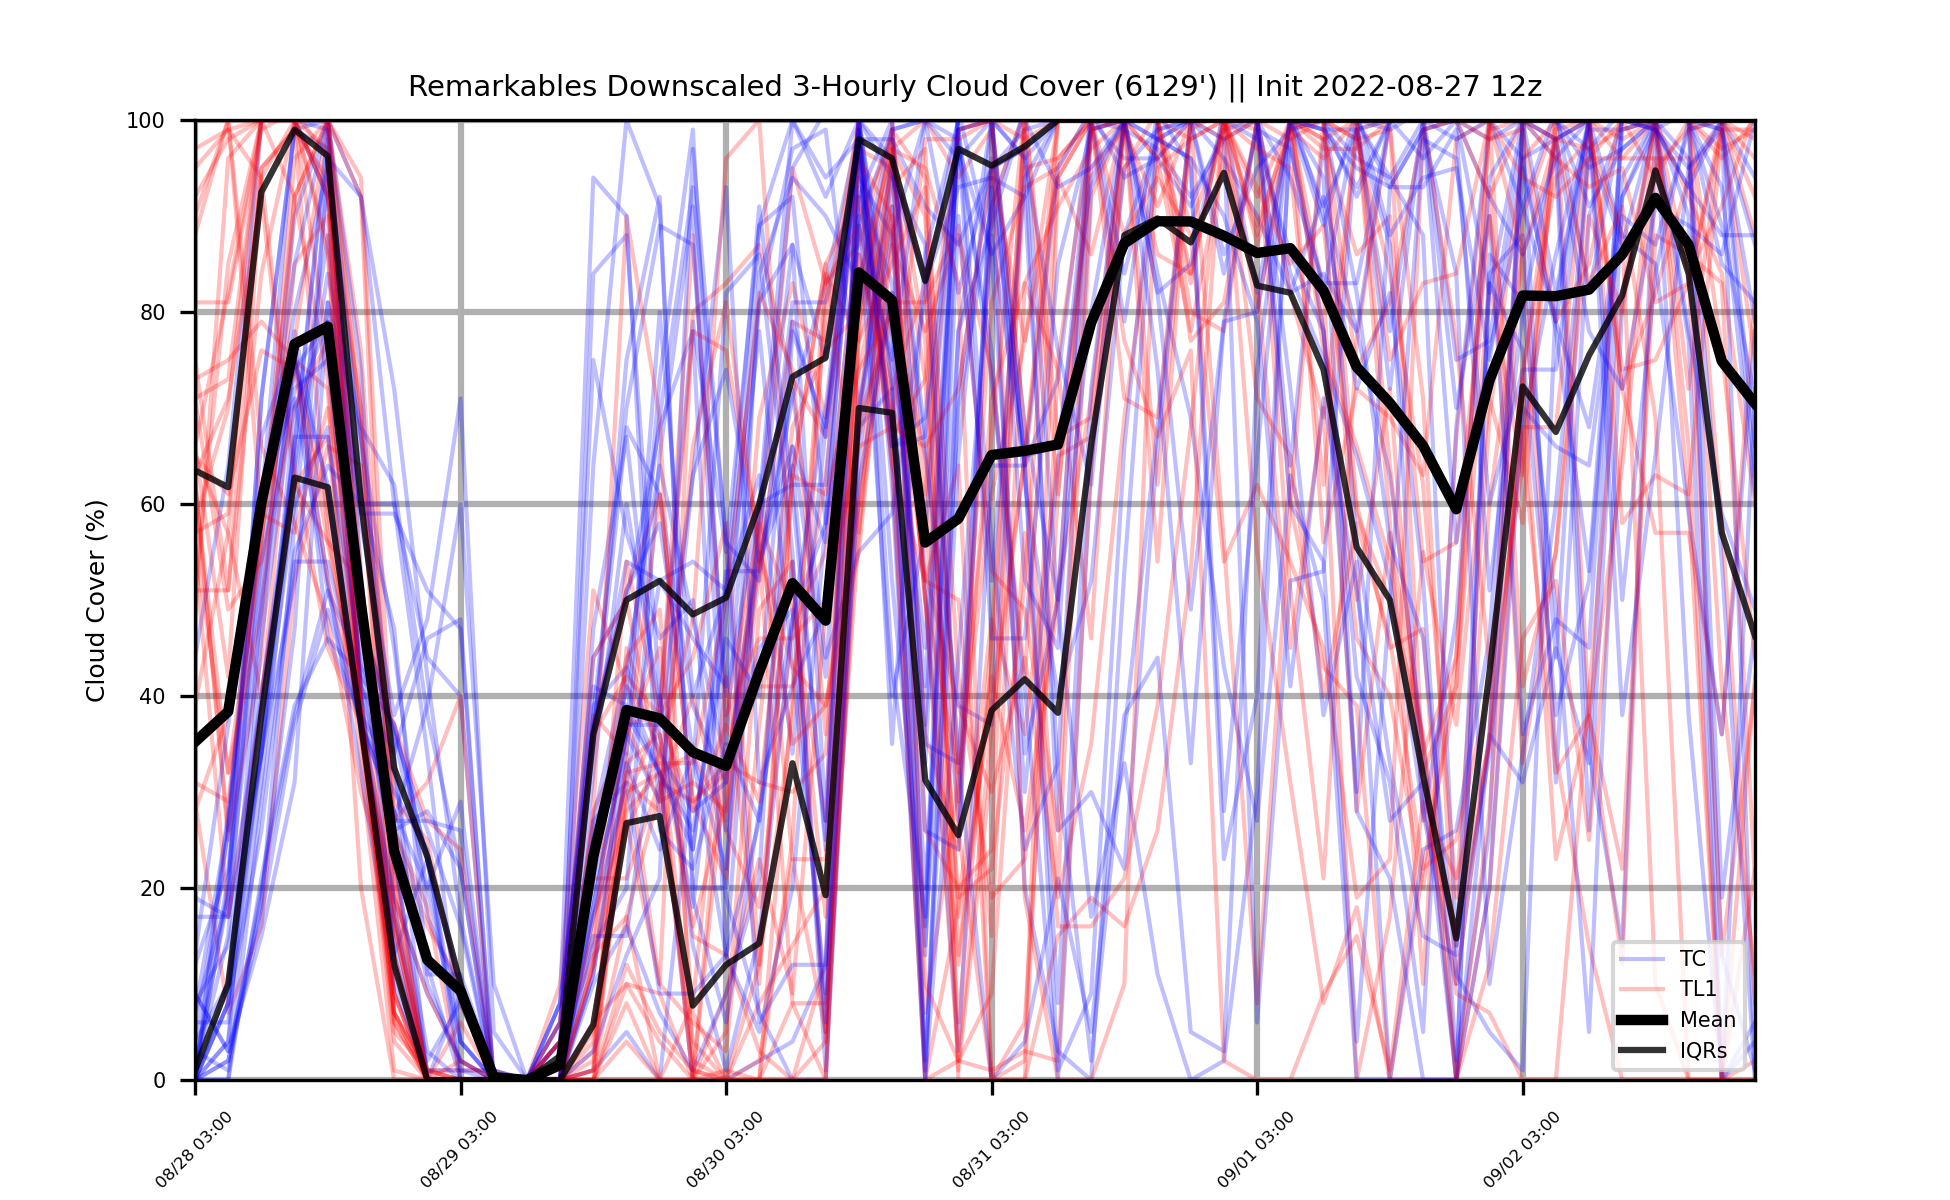 Remarkables Downscaled 3-Hourly Cloud Cover (6129') || Init 2022-08-27 12z
Cloud Cover (%)
100
80
60
40
20
0
TC
TL1
Mean
IQRs
08/28 03:00
08/29 03:00
08/30 03:00
08/31 03:00
09/01 03:00
09/02 03:00